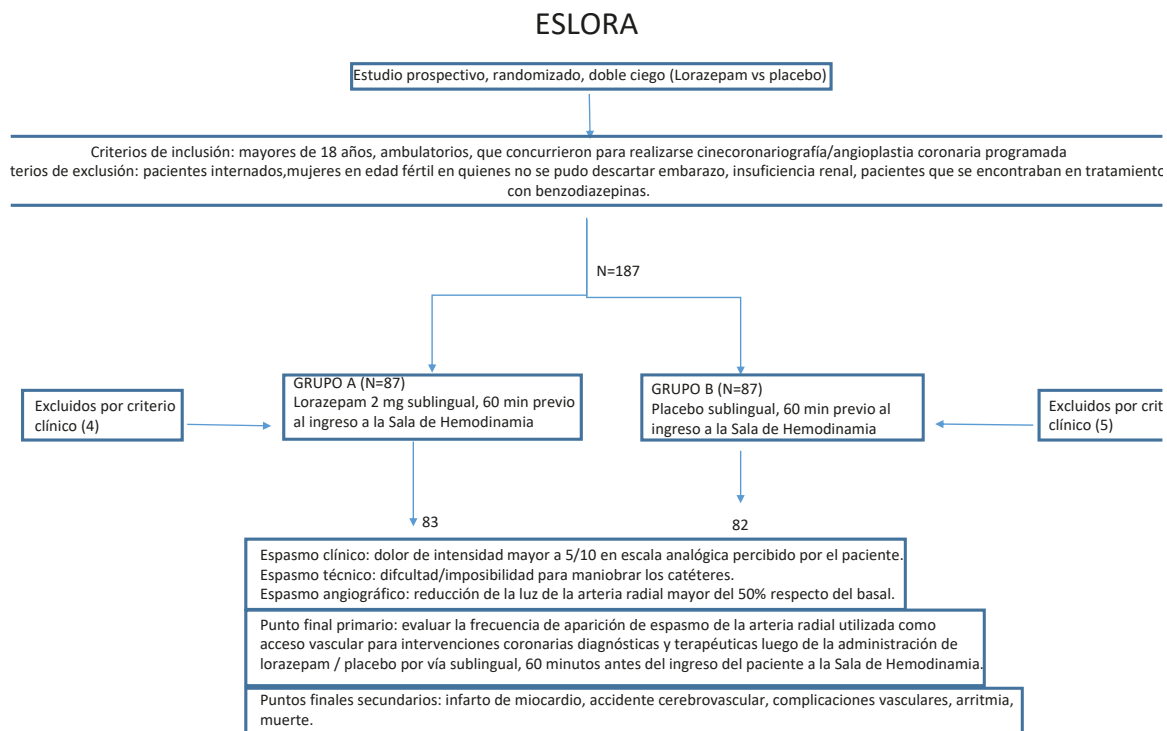 ESLORA
Estudio prospectivo, randomizado, doble ciego (Lorazepam vs placebo)
Criterios de inclusión: mayores de 18 años, ambulatorios, que concurrieron para realizarse cinecoronariografía/angioplastia coronaria programada
terios de exclusión: pacientes internados,mujeres en edad fértil en quienes no se pudo descartar embarazo, insuficiencia renal, pacientes que se encontraban en tratamiento
con benzodiazepinas.
N=187
GRUPO A (N=87)
Lorazepam 2 mg sublingual, 60 min previo
al ingreso a la Sala de Hemodinamia
GRUPO B (N=87)
Placebo sublingual, 60 min previo al
ingreso a la Sala de Hemodinamia
Excluidos por criterio
clínico (4)
Excluidos por crit
clínico (5)
83
82
Espasmo clínico: dolor de intensidad mayor a 5/10 en escala analógica percibido por el paciente.
Espasmo técnico: difcultad/imposibilidad para maniobrar los catéteres.
Espasmo angiográfico: reducción de la luz de la arteria radial mayor del 50% respecto del basal.
Punto final primario: evaluar la frecuencia de aparición de espasmo de la arteria radial utilizada como
acceso vascular para intervenciones coronarias diagnósticas y terapéuticas luego de la administración de
lorazepam / placebo por vía sublingual, 60 minutos antes del ingreso del paciente a la Sala de Hemodinamia.
Puntos finales secundarios: infarto de miocardio, accidente cerebrovascular, complicaciones vasculares, arritmia,
muerte.